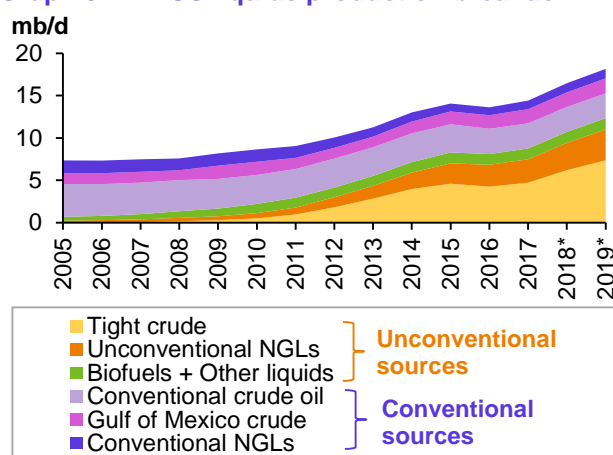 mb/d
20
15
10
5
0
2005
2006
2007
2008
2009
2010
2011
2012
2013
2014
2015
2016
2017
2018*
2019*
Tight crude
Unconventional NGLs
Biofuels + Other liquids
Unconventional
sources
Conventional crude oil
Gulf of Mexico crude
Conventional NGLs
Conventional
sources